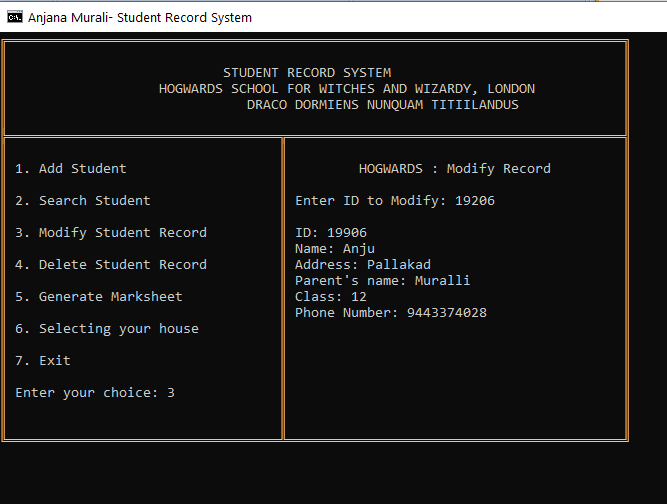 Anjana Murali- Student Record System
STUDENT RECORD SYSTEM
HOGWARDS SCHOOL FOR WITCHES AND WIZARDY, LONDON
DRACO DORMIENS NUNQUAM TITIILANDUS
1. Add Student
2. Search Student
3. Modify Student Record
4. Delete Student Record
5. Generate Marksheet
6. Selecting your house
7. Exit
Enter your choice: 3
HOGWARDS : Modify Record
Enter ID to Modify: 19206
ID: 19906
Name: Anju
Address: Pallakad
Parent's name: Muralli
Class: 12
Phone Number: 9443374028